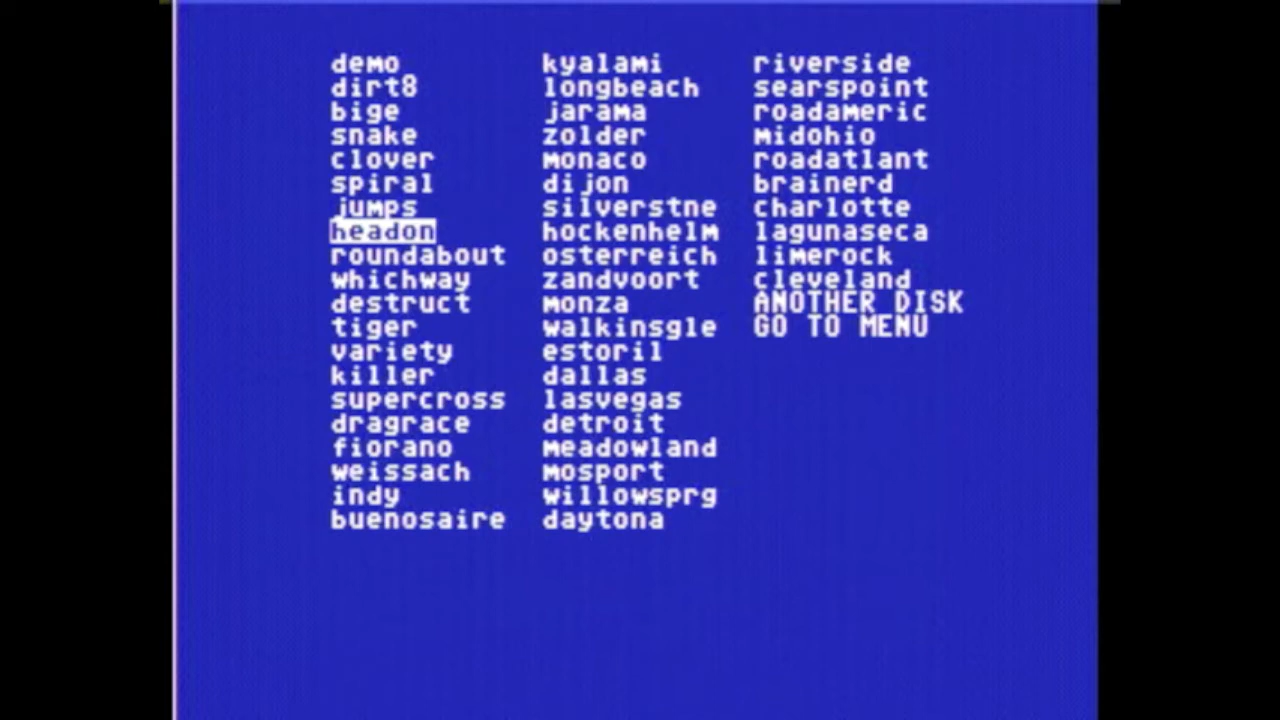 demo kyalami riverside
dirt8 longbeach searspoint
bige jarama roadameric
snake zolder midohio
clover monaco roadatlant
spiral dijon brainerd
jumps silverstne charlotte
headon hockenhelm lagunaseca
roundabout osterreich limerock
whichway zandvoort cleveland
destruct monza ANOTHER DISK
tiger walkinsgle GO TO MENU
variety estoril
killer dallas
supercross lasvegas
dragrace detroit
fiorano meadowland
weissach mosport
indy willowsprg
buenosaire daytona